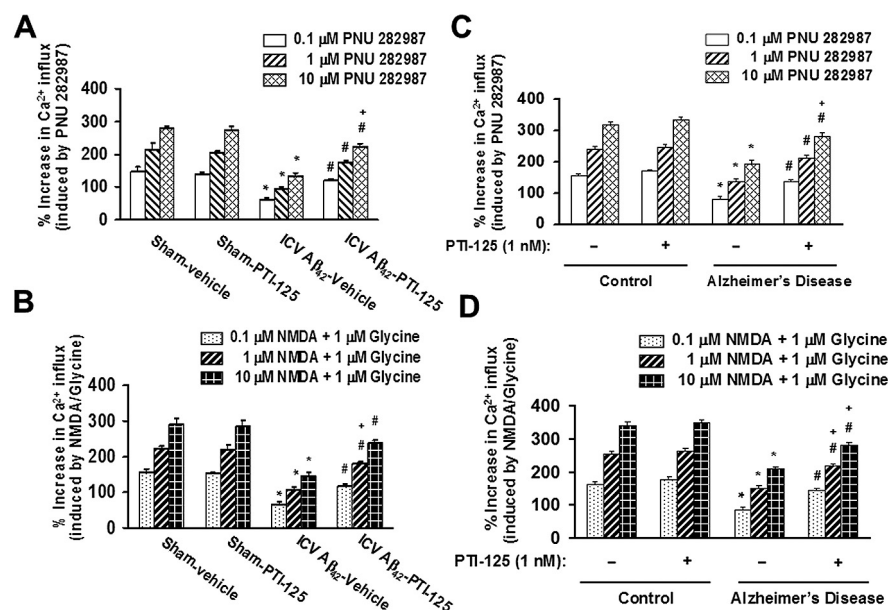 A
0.1 µM PNU 282987
1 µM PNU 282987
10 µM PNU 282987
% Increase in Ca²⁺ influx
(induced by PNU 282987)
400
300
200
100
0
* * *
# # #
+
Sham-vehicle
Sham-PTI-125
ICV Aβ₄₂-Vehicle
ICV Aβ₄₂-PTI-125
B
0.1 µM NMDA + 1 µM Glycine
1 µM NMDA + 1 µM Glycine
10 µM NMDA + 1 µM Glycine
% Increase in Ca²⁺ influx
(induced by NMDA/Glycine)
400
300
200
100
0
* * *
# # #
+
Sham-vehicle
Sham-PTI-125
ICV Aβ₄₂-Vehicle
ICV Aβ₄₂-PTI-125
C
0.1 µM PNU 282987
1 µM PNU 282987
10 µM PNU 282987
% Increase in Ca²⁺ influx
(induced by PNU 282987)
400
300
200
100
0
* * *
# # #
+
PTI-125 (1 nM): – + – +
Control Alzheimer's Disease
D
0.1 µM NMDA + 1 µM Glycine
1 µM NMDA + 1 µM Glycine
10 µM NMDA + 1 µM Glycine
% Increase in Ca²⁺ influx
(induced by NMDA/Glycine)
400
300
200
100
0
* * *
# # #
+ +
PTI-125 (1 nM): – + – +
Control Alzheimer's Disease